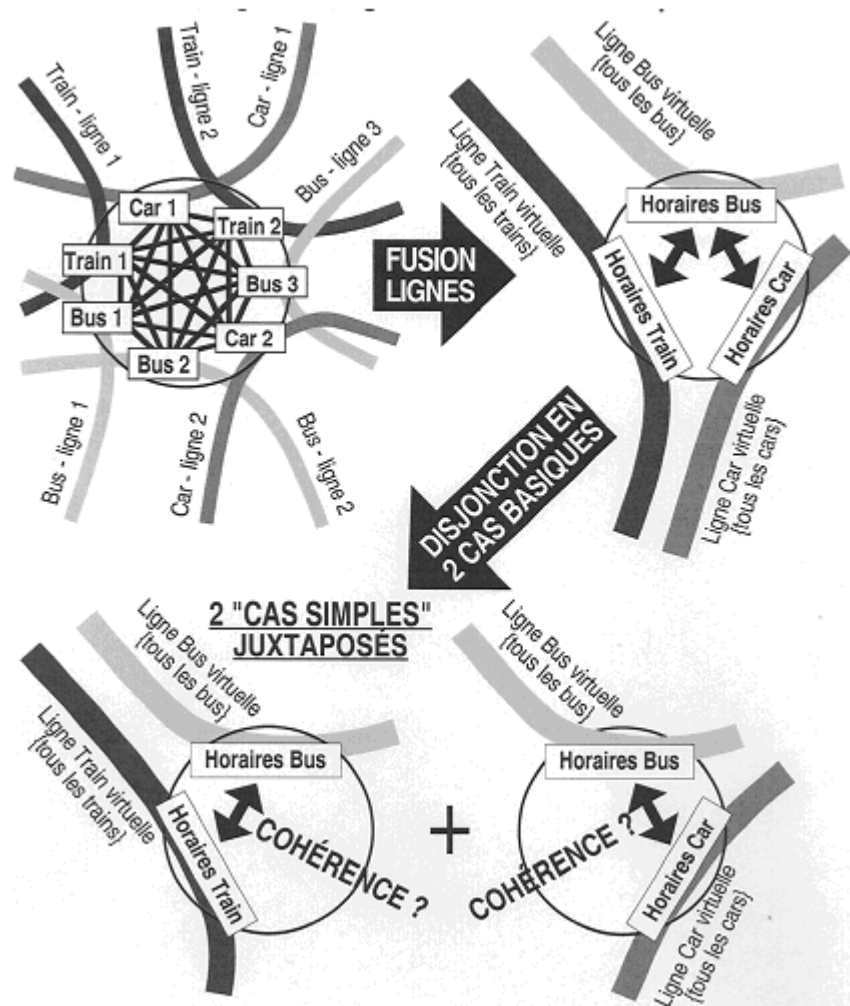 Train - ligne 1
Train - ligne 2
Car - ligne 1
Bus - ligne 3
Car 1
Train 2
Train 1
Bus 3
Bus 1
Car 2
Bus 2
Bus - ligne 1
Car - ligne 2
Bus - ligne 2
FUSION
LIGNES
Ligne Bus virtuelle
{tous les bus}
Ligne Train virtuelle
{tous les trains}
Horaires Bus
Horaires Train
Horaires Car
Ligne Car virtuelle
{tous les cars}
DISJONCTION EN
2 CAS BASIQUES
2 "CAS SIMPLES"
JUXTAPOSÉS
Ligne Bus virtuelle
{tous les bus}
Ligne Train virtuelle
{tous les trains}
Horaires Bus
Horaires Train
COHÉRENCE ?
+
Ligne Bus virtuelle
{tous les bus}
Horaires Bus
COHÉRENCE ?
Horaires Car
Ligne Car virtuelle
{tous les cars}